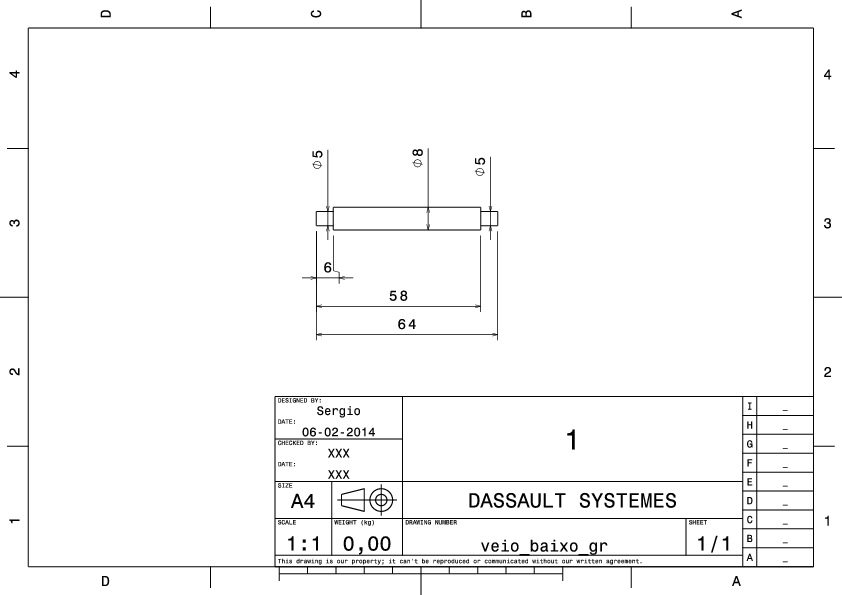 D C B A
4 4
⌀5 ⌀8 ⌀5
3 3
6
58
64
2 2
DESIGNED BY:
Sergio
DATE:
06-02-2014
CHECKED BY:
XXX
DATE:
XXX
1
I _
H _
G _
F _
E _
D _
C _
B _
A _
SIZE
A4
DASSAULT SYSTEMES
SCALE
1:1
WEIGHT (kg)
0,00
DRAWING NUMBER
veio_baixo_gr
SHEET
1/1
This drawing is our property; it can't be reproduced or communicated without our written agreement.
1 1
D A